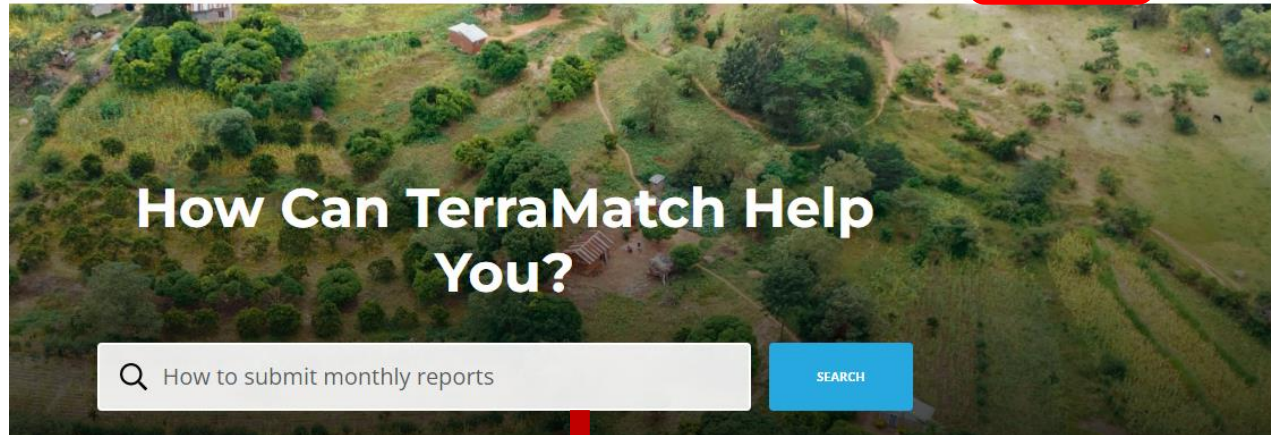 How Can TerraMatch Help
You?
How to submit monthly reports
SEARCH